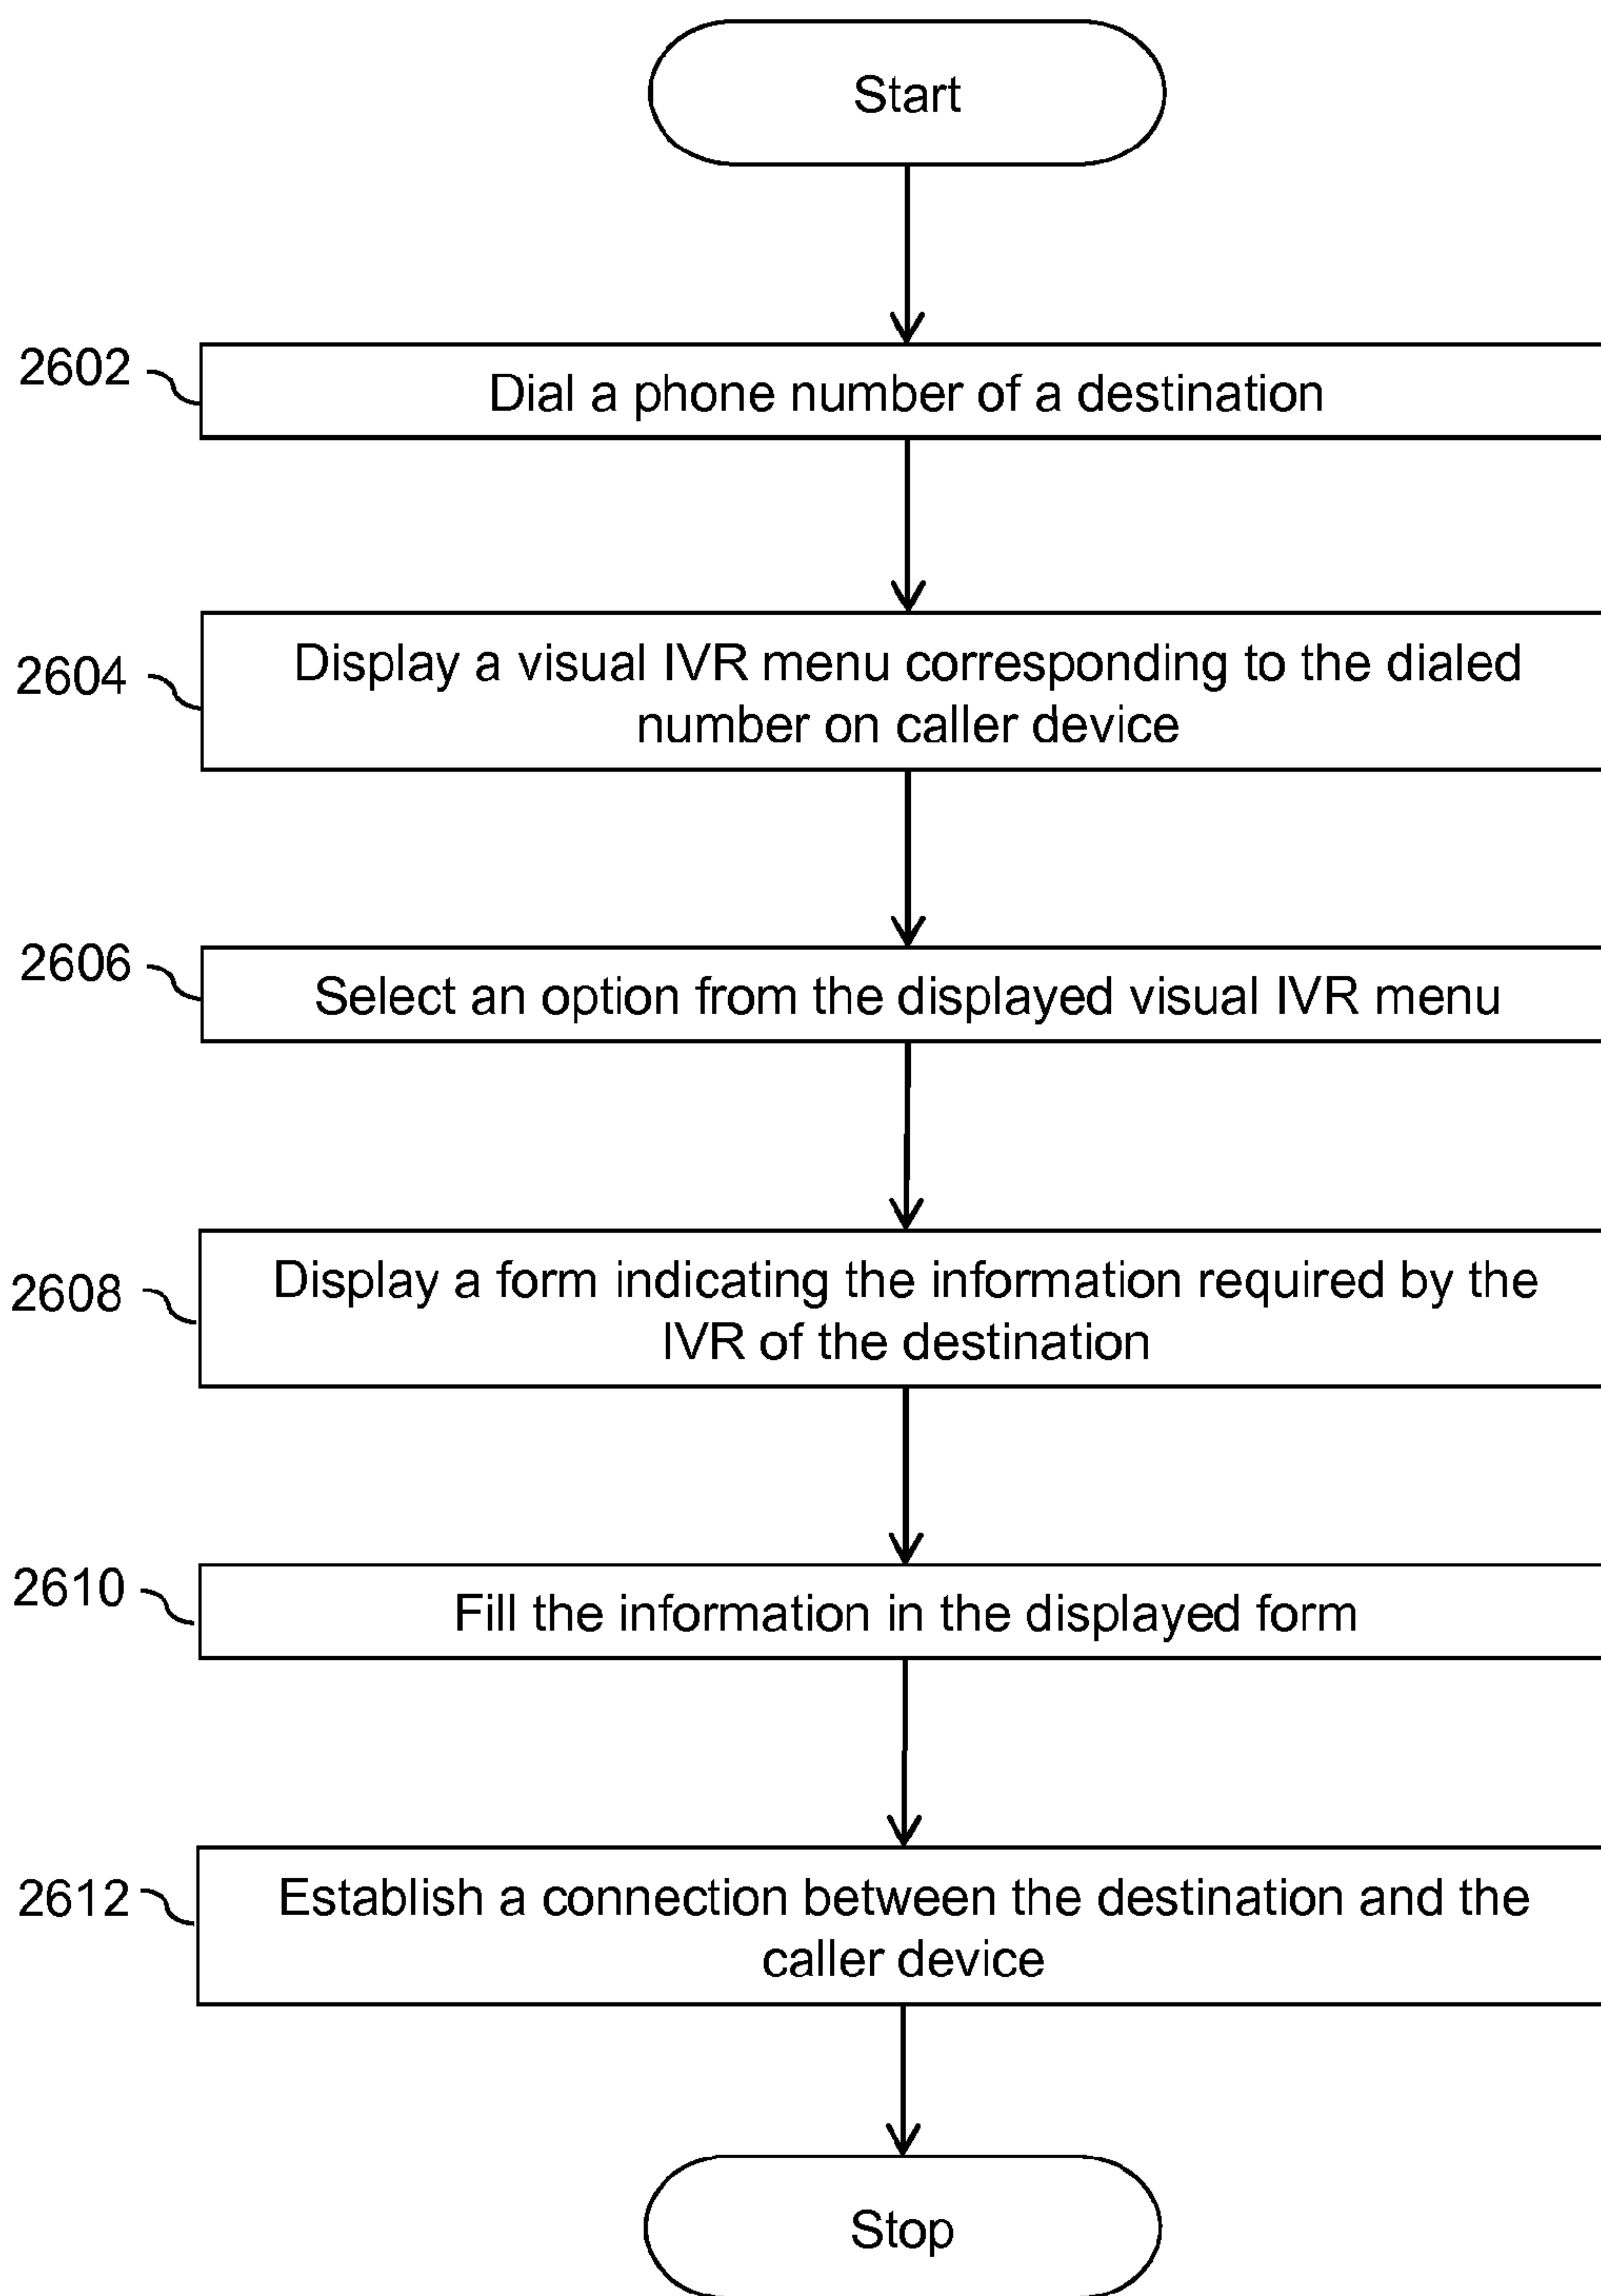 Start
2602
Dial a phone number of a destination
2604
Display a visual IVR menu corresponding to the dialed
number on caller device
2606
Select an option from the displayed visual IVR menu
2608
Display a form indicating the information required by the
IVR of the destination
2610
Fill the information in the displayed form
2612
Establish a connection between the destination and the
caller device
Stop